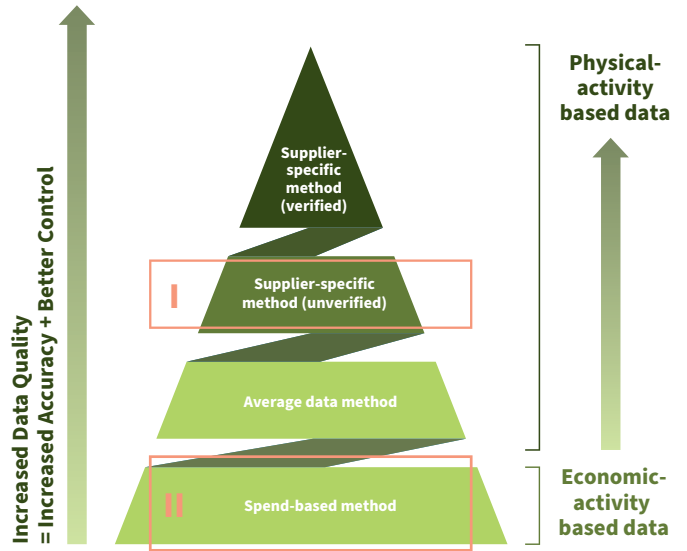 Increased Data Quality
= Increased Accuracy + Better Control
Supplier-
specific
method
(verified)
I
Supplier-specific
method (unverified)
Average data method
II
Spend-based method
Physical-
activity
based data
Economic-
activity
based data